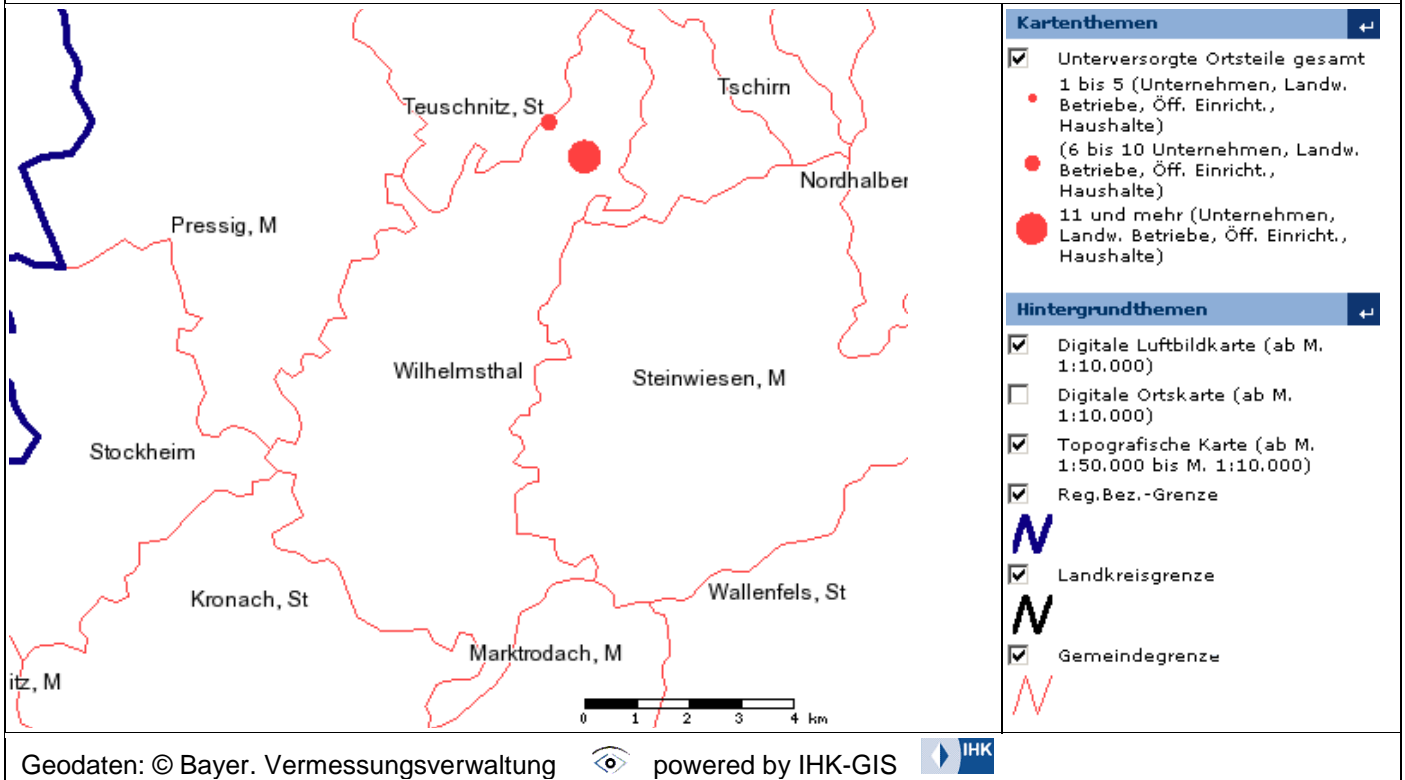 Tschirn
Teuschnitz, St
Nordhalber
Pressig, M
Wilhelmsthal
Steinwiesen, M
Stockheim
Kronach, St
Wallenfels, St
Marktrodach, M
itz, M
0 1 2 3 4 km
Kartenthemen
Unterversorgte Ortsteile gesamt
1 bis 5 (Unternehmen, Landw.
Betriebe, Öff. Einricht.,
Haushalte)
(6 bis 10 Unternehmen, Landw.
Betriebe, Öff. Einricht.,
Haushalte)
11 und mehr (Unternehmen,
Landw. Betriebe, Öff. Einricht.,
Haushalte)
Hintergrundthemen
Digitale Luftbildkarte (ab M.
1:10.000)
Digitale Ortskarte (ab M.
1:10.000)
Topografische Karte (ab M.
1:50.000 bis M. 1:10.000)
Reg.Bez.-Grenze
Landkreisgrenze
Gemeindegrenze
Geodaten: © Bayer. Vermessungsverwaltung powered by IHK-GIS IHK